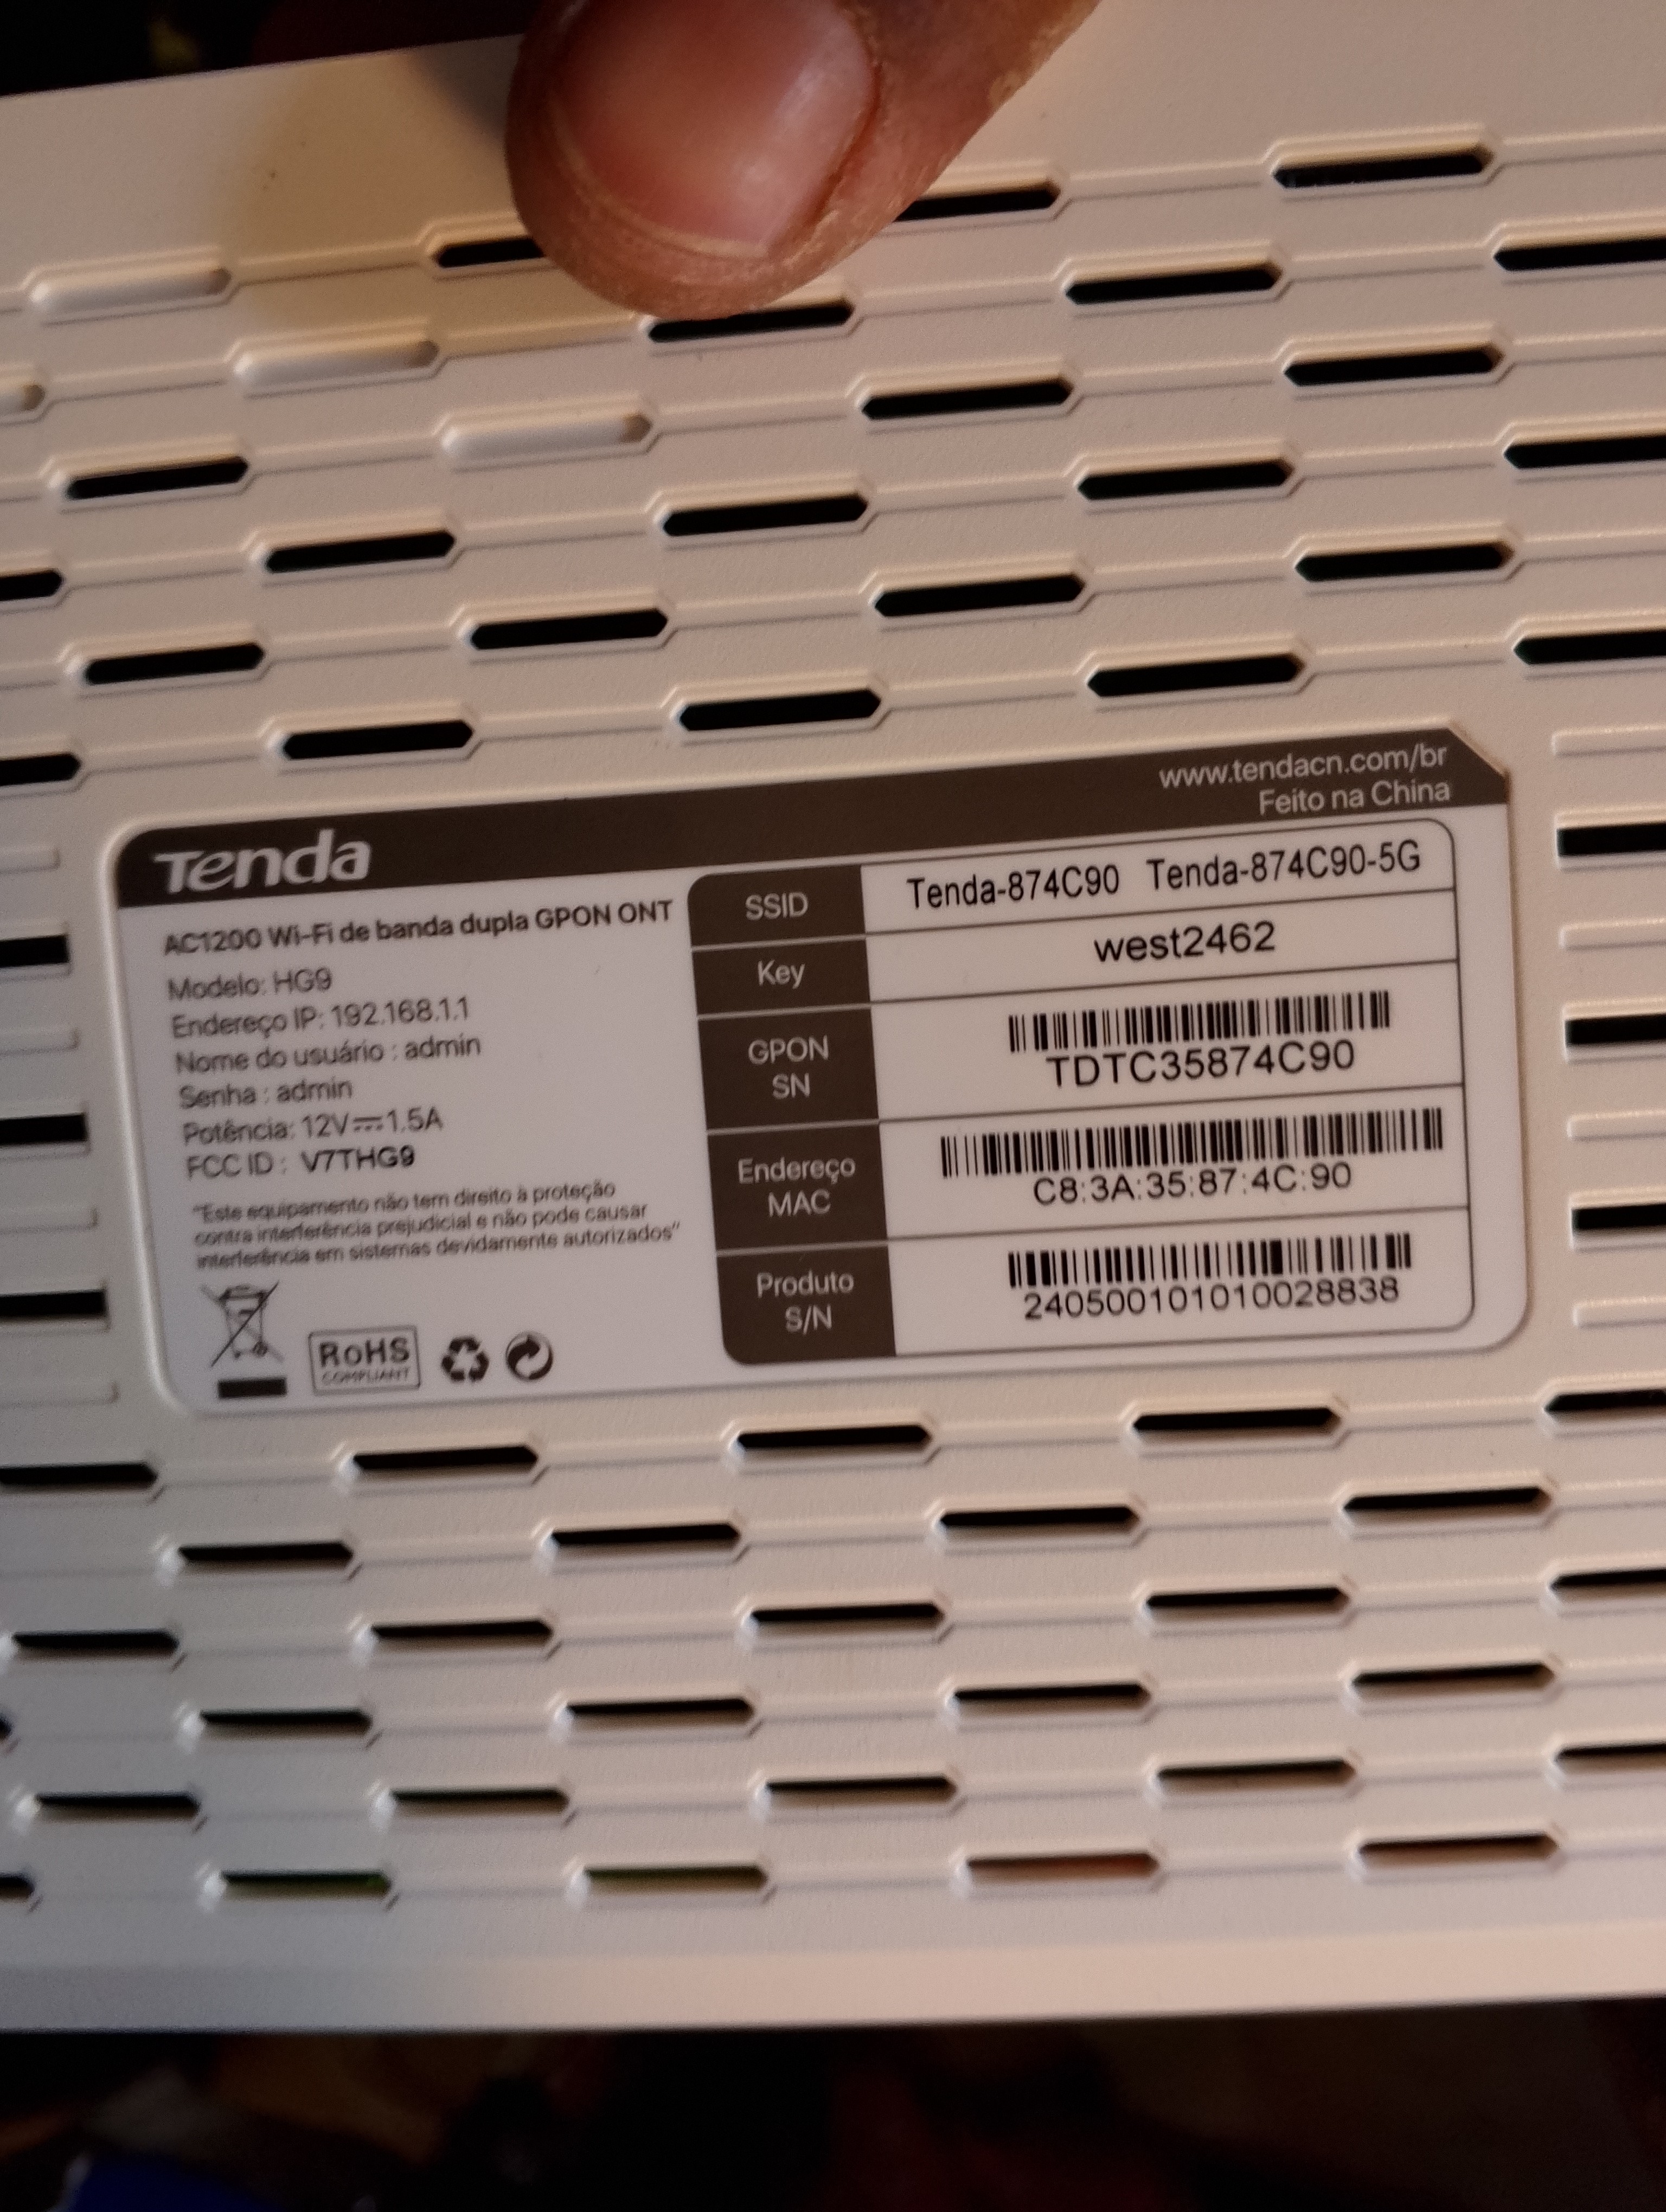 www.tendacn.com/br
Feito na China
Tenda
AC1200 Wi-Fi de banda dupla GPON ONT
Modelo: HG9
Endereço IP: 192.168.1.1
Nome do usuário : admin
Senha : admin
Potência: 12V⎓1.5A
FCC ID : V7THG9
"Este equipamento não tem direito à proteção
contra interferência prejudicial e não pode causar
interferência em sistemas devidamente autorizados"
RoHS
COMPLIANT
SSID Tenda-874C90 Tenda-874C90-5G
Key west2462
GPON
SN
TDTC35874C90
Endereço
MAC
C8:3A:35:87:4C:90
Produto
S/N
240500101010028838